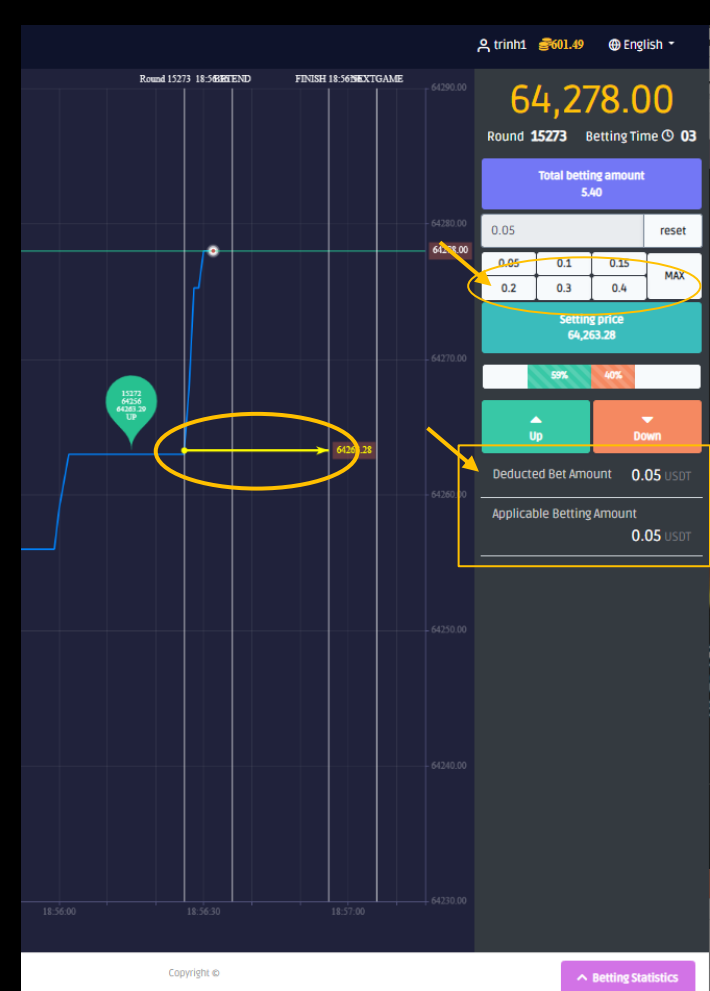 trinh1 601.49 English
Round 15273
FINISH 18:56:56
NEXTGAME
64,278.00
Round 15273 Betting Time 03
Total betting amount
5.40
0.05 reset
0.05 0.1 0.15
MAX
0.2 0.3 0.4
Setting price
64,263.28
59% 40%
Up Down
Deducted Bet Amount 0.05 USDT
Applicable Betting Amount
0.05 USDT
64290.00
64280.00
64270.00
64260.00
64250.00
64240.00
64230.00
15272
64256
64263.29
UP
18:56:00 18:56:30 18:57:00
Copyright ©
Betting Statistics